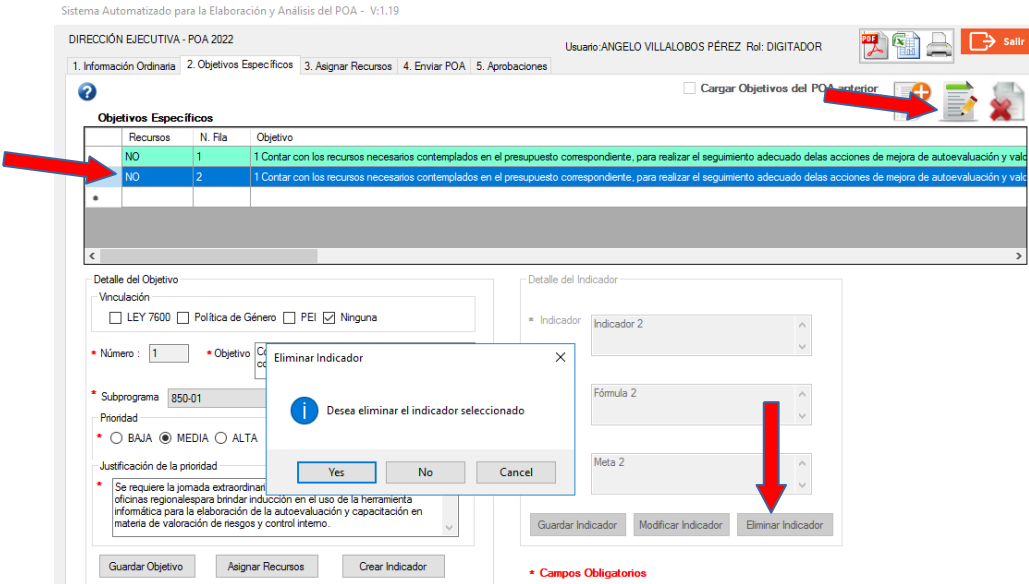 Sistema Automatizado para la Elaboración y Análisis del POA - V:1.19
DIRECCIÓN EJECUTIVA - POA 2022
Usuario:ANGELO VILLALOBOS PÉREZ Rol: DIGITADOR
PDF
Salir
1. Información Ordinaria 2. Objetivos Específicos 3. Asignar Recursos 4. Enviar POA 5. Aprobaciones
Cargar Objetivos del POA anterior
Objetivos Específicos
Recursos N. Fila Objetivo
NO 1 1 Contar con los recursos necesarios contemplados en el presupuesto correspondiente, para realizar el seguimiento adecuado delas acciones de mejora de autoevaluación y valo
NO 2 1 Contar con los recursos necesarios contemplados en el presupuesto correspondiente, para realizar el seguimiento adecuado delas acciones de mejora de autoevaluación y valo
*
Detalle del Objetivo
Vinculación
LEY 7600 Política de Género PEI Ninguna
* Número : 1 * Objetivo
* Subprograma 850-01
Prioridad
* BAJA MEDIA ALTA
Justificación de la prioridad
* Se requiere la jornada
oficinas regionalespara brindar inducción en el uso de la herramienta
informática para la elaboración de la autoevaluación y capacitación en
materia de valoración de riesgos y control interno.
Guardar Objetivo Asignar Recursos Crear Indicador
Eliminar Indicador
Desea eliminar el indicador seleccionado
Yes No Cancel
Detalle del Indicador
* Indicador Indicador 2
Fórmula 2
Meta 2
Guardar Indicador Modificar Indicador Eliminar Indicador
* Campos Obligatorios